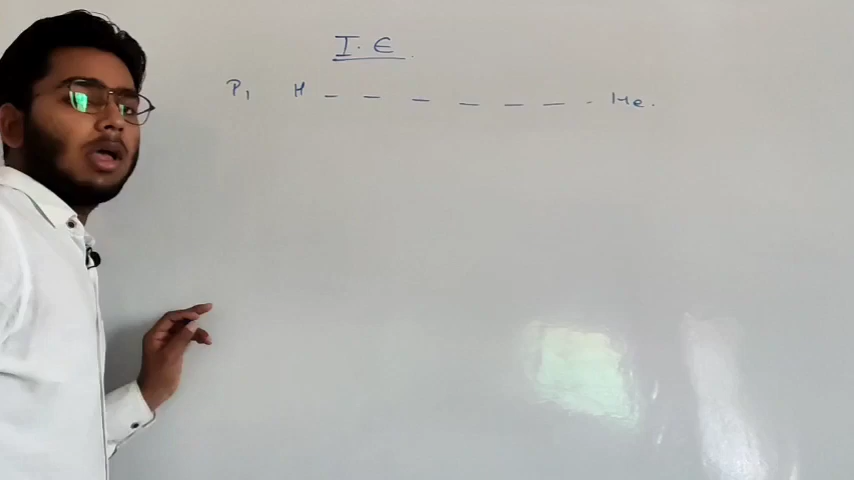 I.E.
P1 H _ _ _ _ _ _ . He.